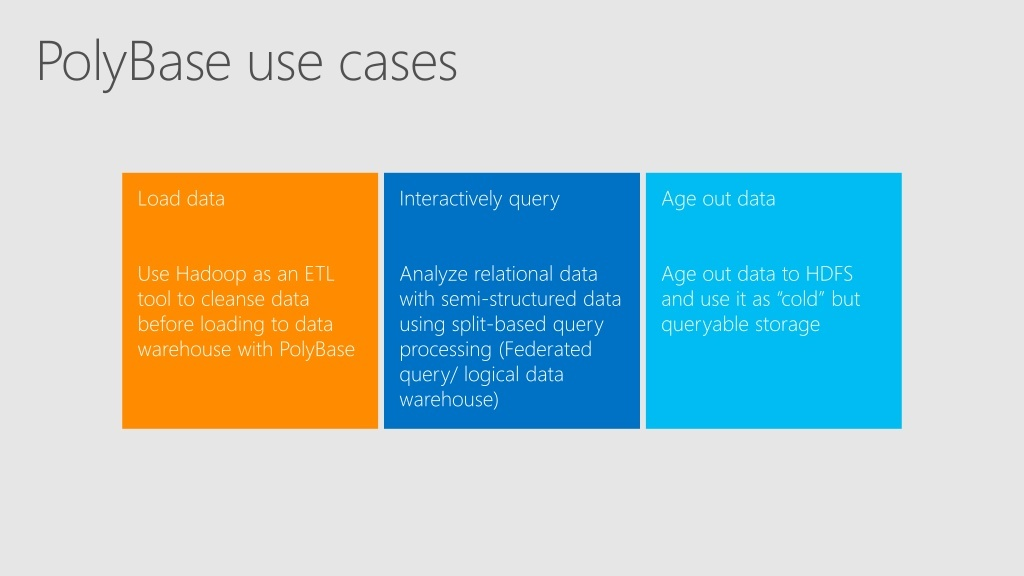 PolyBase use cases
Load data
Use Hadoop as an ETL
tool to cleanse data
before loading to data
warehouse with PolyBase
Interactively query
Analyze relational data
with semi-structured data
using split-based query
processing (Federated
query/ logical data
warehouse)
Age out data
Age out data to HDFS
and use it as “cold” but
queryable storage